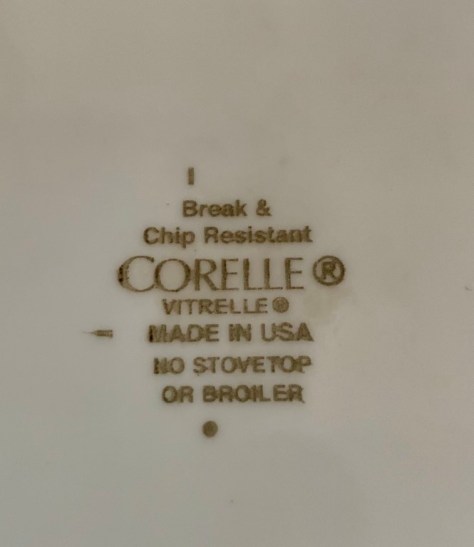 Break &
Chip Resistant
CORELLE®
VITRELLE®
MADE IN USA
NO STOVETOP
OR BROILER